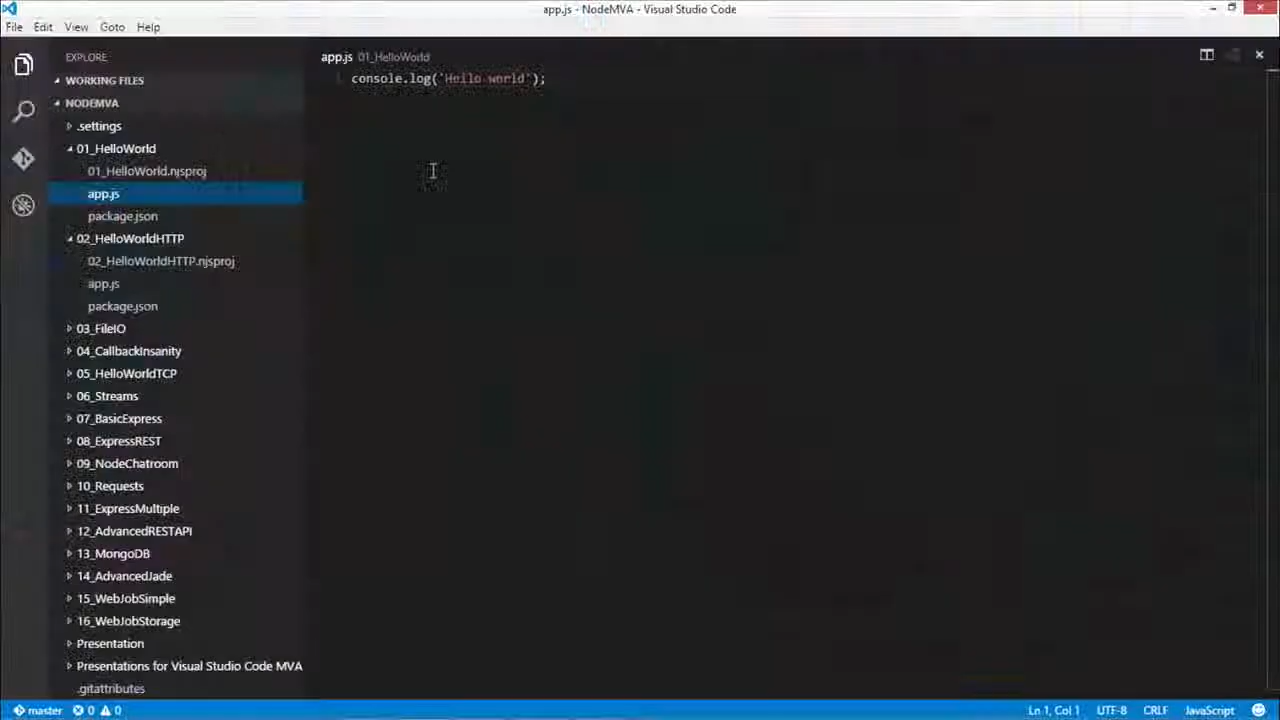 app.js - NodeMVA - Visual Studio Code
File Edit View Goto Help
EXPLORE
WORKING FILES
NODEMVA
.settings
01_HelloWorld
01_HelloWorld.njsproj
app.js
package.json
02_HelloWorldHTTP
02_HelloWorldHTTP.njsproj
app.js
package.json
03_FileIO
04_CallbackInsanity
05_HelloWorldTCP
06_Streams
07_BasicExpress
08_ExpressREST
09_NodeChatroom
10_Requests
11_ExpressMultiple
12_AdvancedRESTAPI
13_MongoDB
14_AdvancedJade
15_WebJobSimple
16_WebJobStorage
Presentation
Presentations for Visual Studio Code MVA
.gitattributes
app.js 01_HelloWorld
1 console.log('Hello world');
master 0 0 Ln 1, Col 1 UTF-8 CRLF JavaScript